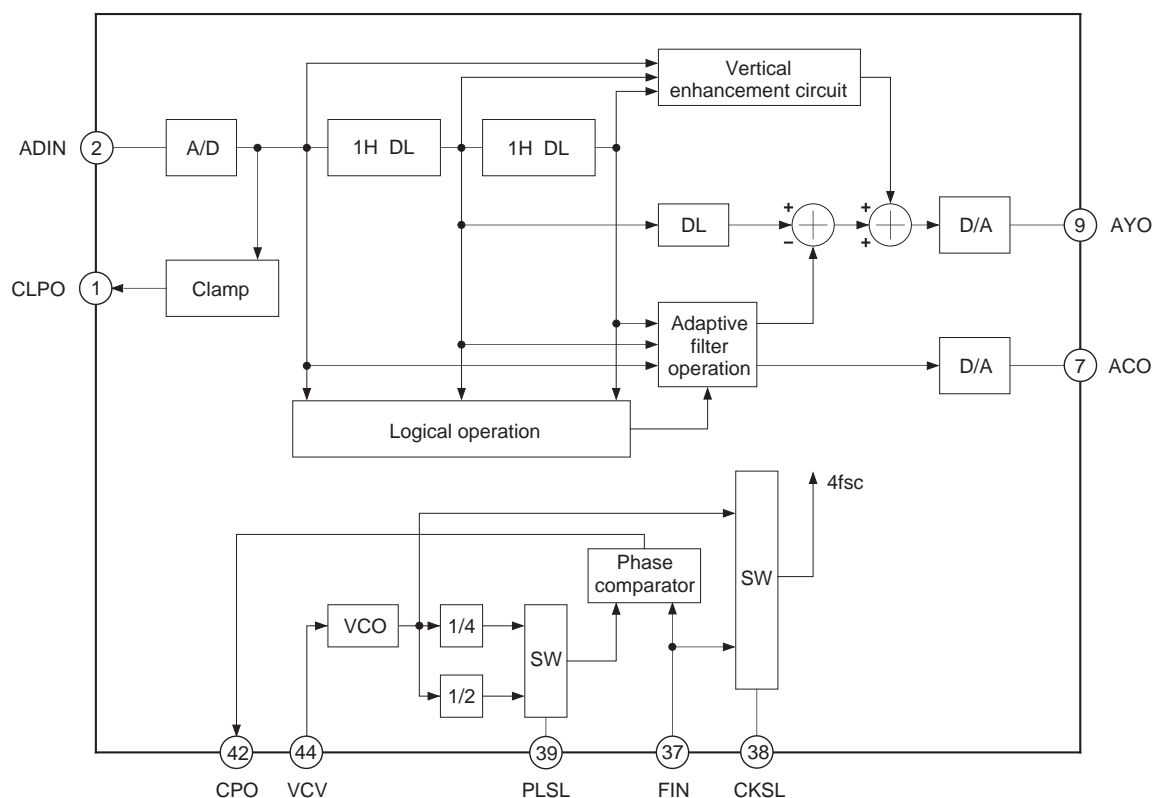 Vertical
enhancement circuit
ADIN 2 A/D 1H DL 1H DL
+ + DL D/A 9 AYO
− +
CLPO 1 Clamp
Adaptive
filter
operation
D/A 7 ACO
Logical operation
4fsc
Phase
comparator
SW
VCO 1/4
SW
1/2
42 44 39 37 38
CPO VCV PLSL FIN CKSL